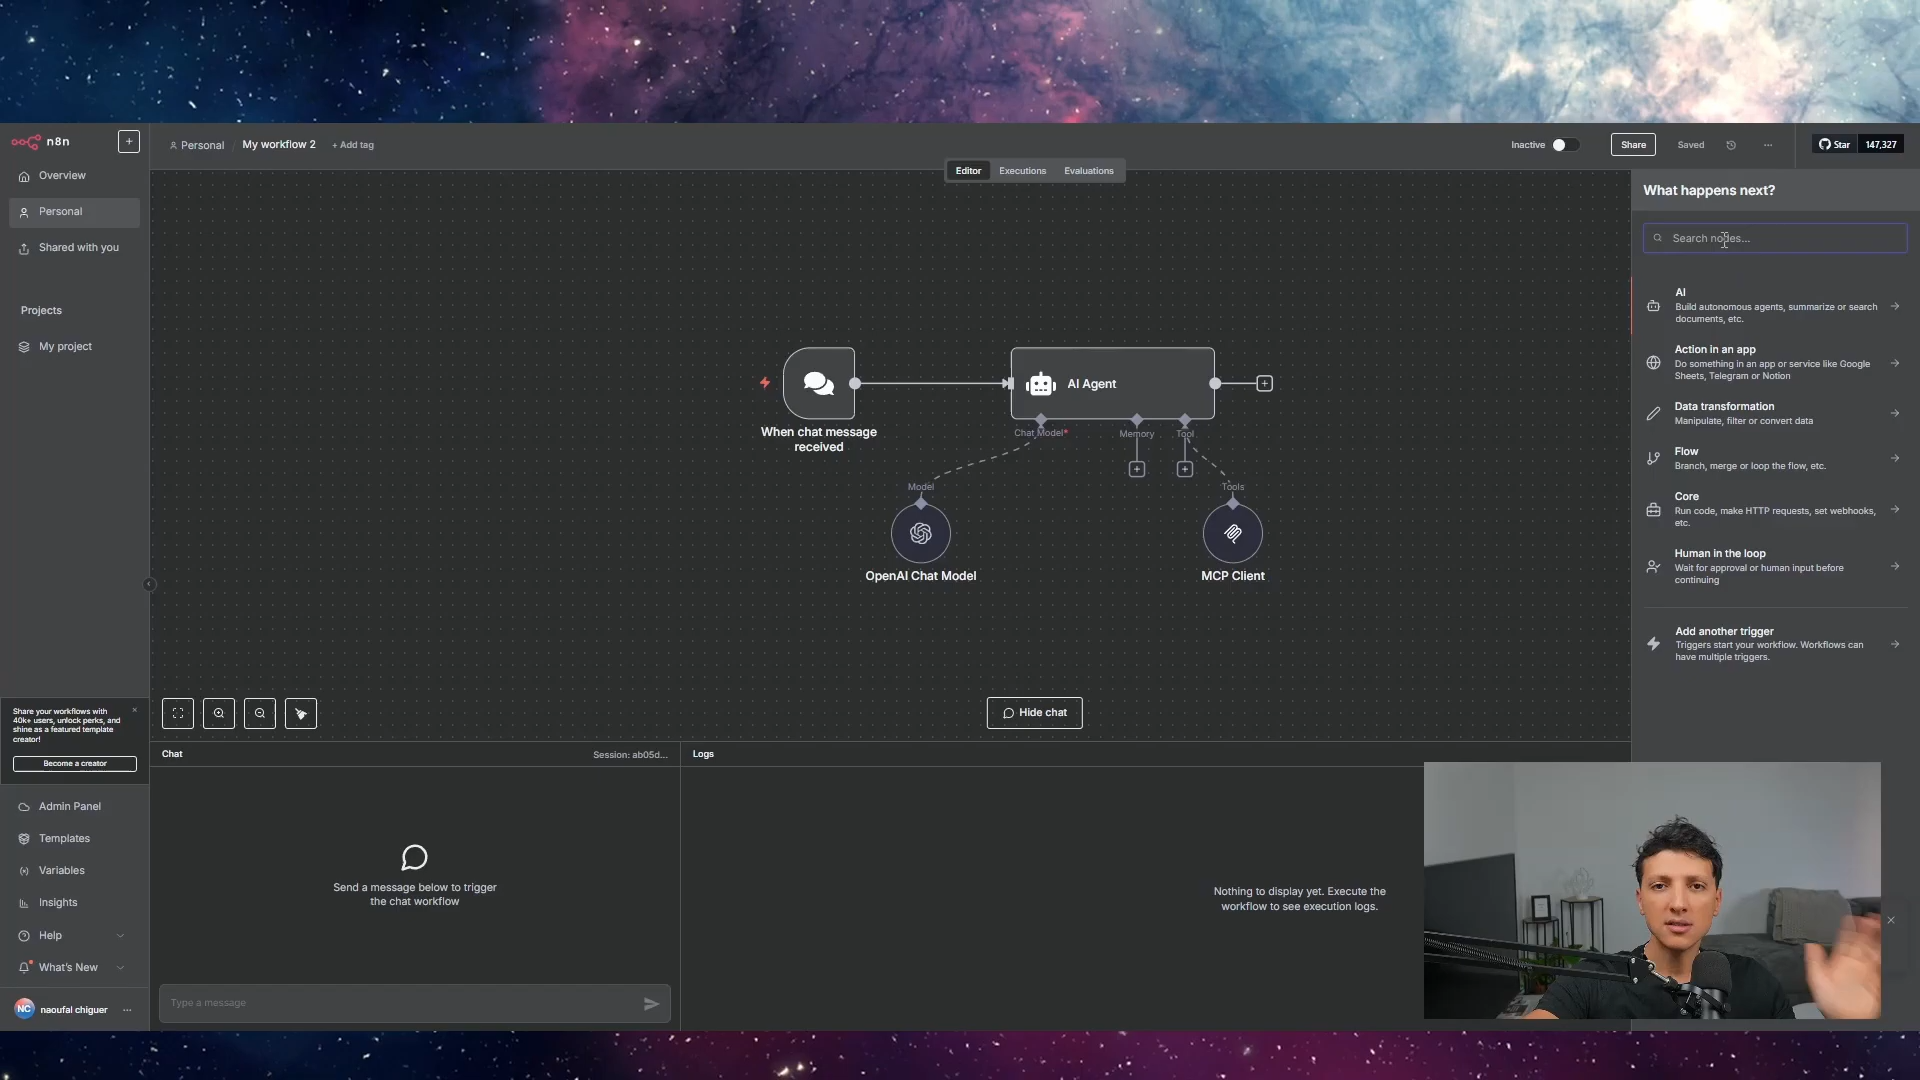 n8n
Overview
Personal
Shared with you
Projects
My project
Share your workflows with
40k+ users, unlock perks, and
shine as a featured template
creator!
Become a creator
Admin Panel
Templates
Variables
Insights
Help
What's New
NC naoufal chiguer
Personal / My workflow 2 + Add tag
Inactive Share Saved ... Star 147,327
Editor Executions Evaluations
When chat message
received
AI Agent
Chat Model* Memory Tool
Model
Tools
OpenAI Chat Model
MCP Client
Hide chat
Chat
Session: ab05d...
Send a message below to trigger
the chat workflow
Type a message
Logs
Nothing to display yet. Execute the
workflow to see execution logs.
What happens next?
Search nodes...
AI
Build autonomous agents, summarize or search
documents, etc.
Action in an app
Do something in an app or service like Google
Sheets, Telegram or Notion
Data transformation
Manipulate, filter or convert data
Flow
Branch, merge or loop the flow, etc.
Core
Run code, make HTTP requests, set webhooks,
etc.
Human in the loop
Wait for approval or human input before
continuing
Add another trigger
Triggers start your workflow. Workflows can
have multiple triggers.